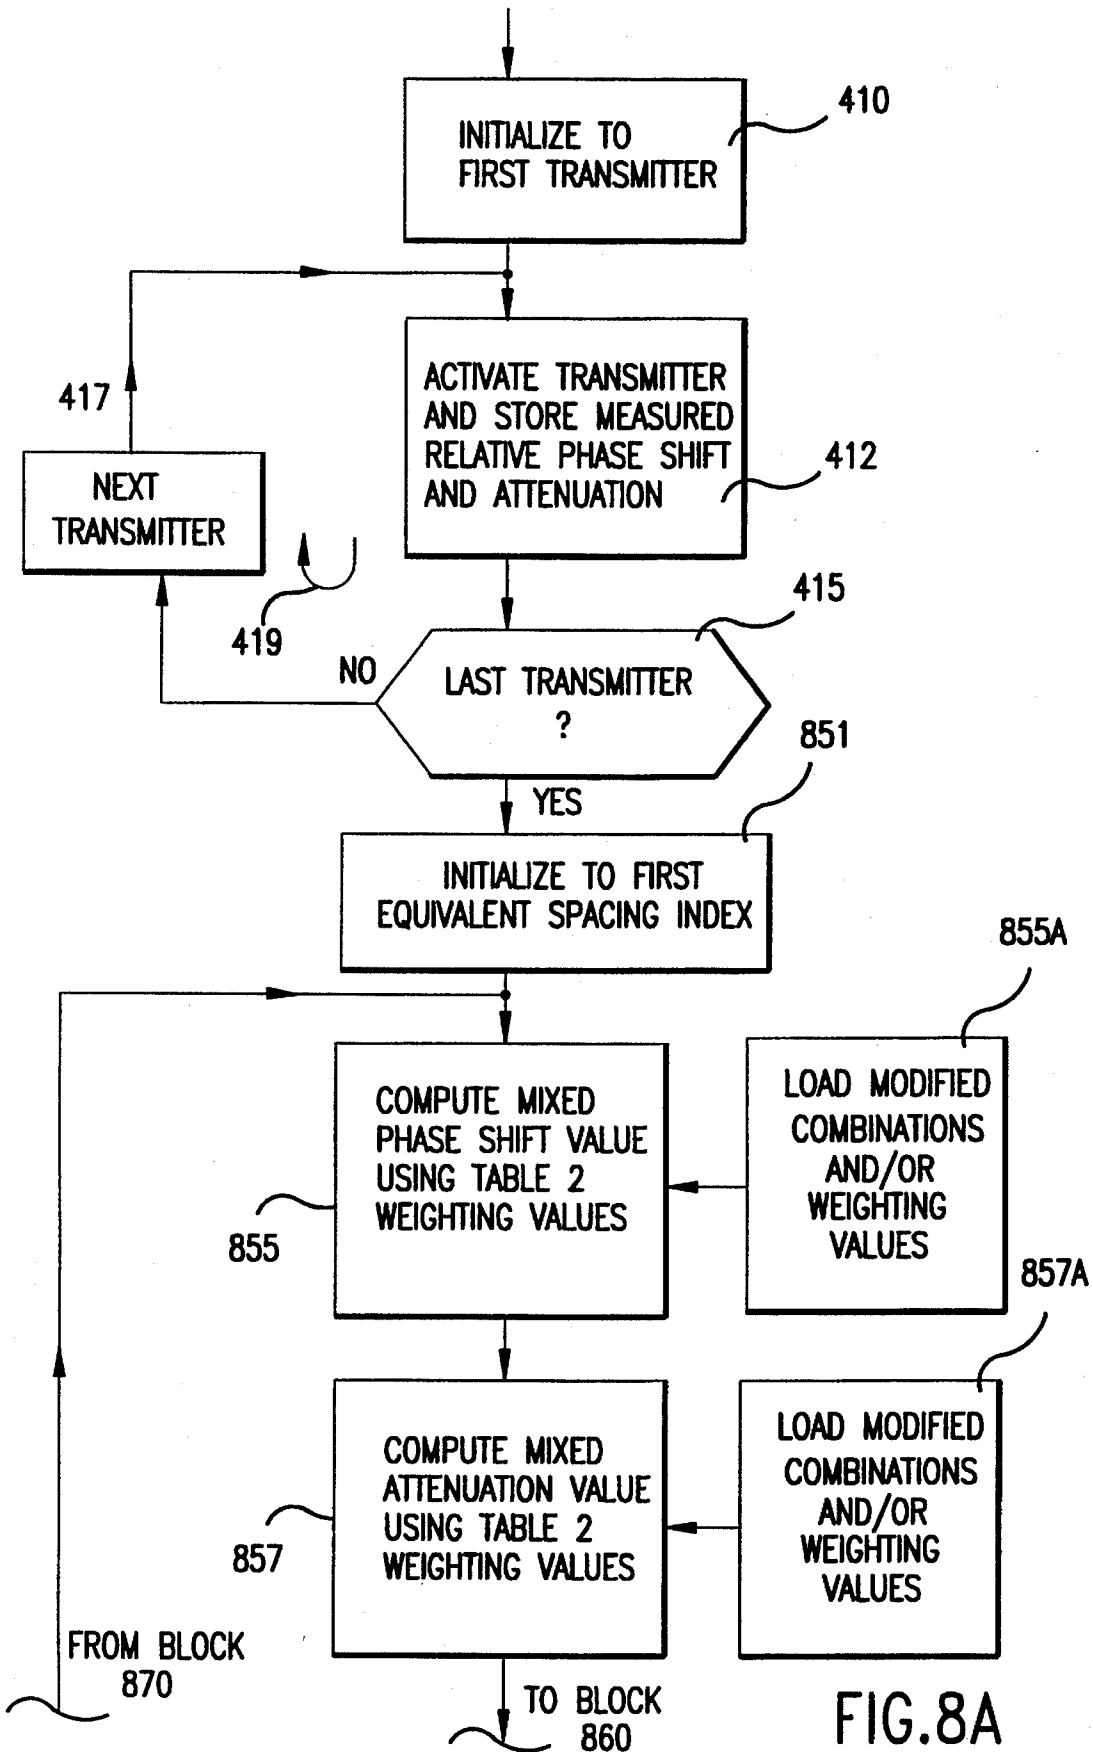 410
INITIALIZE TO
FIRST TRANSMITTER
ACTIVATE TRANSMITTER
AND STORE MEASURED
RELATIVE PHASE SHIFT
AND ATTENUATION
412
417
NEXT
TRANSMITTER
419
415
NO
LAST TRANSMITTER
?
YES
851
INITIALIZE TO FIRST
EQUIVALENT SPACING INDEX
855A
COMPUTE MIXED
PHASE SHIFT VALUE
USING TABLE 2
WEIGHTING VALUES
855
LOAD MODIFIED
COMBINATIONS
AND/OR
WEIGHTING
VALUES
857A
COMPUTE MIXED
ATTENUATION VALUE
USING TABLE 2
WEIGHTING VALUES
857
LOAD MODIFIED
COMBINATIONS
AND/OR
WEIGHTING
VALUES
FROM BLOCK
870
TO BLOCK
860
FIG.8A